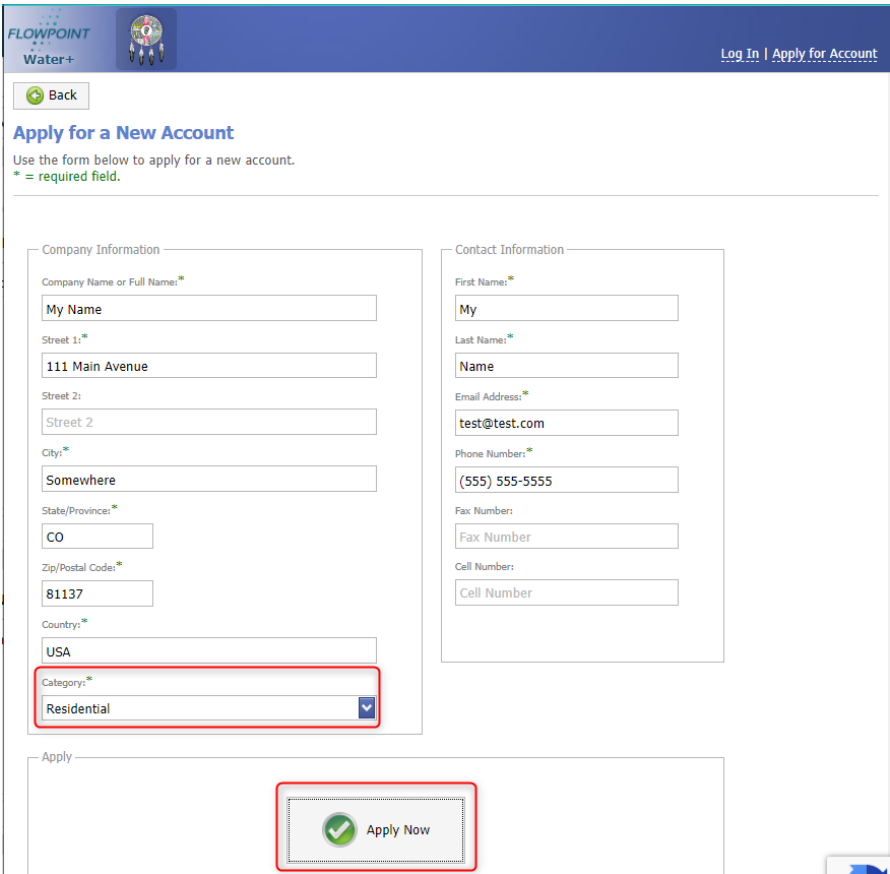 FLOWPOINT
Water+
Log In | Apply for Account
Back
Apply for a New Account
Use the form below to apply for a new account.
* = required field.
Company Information
Company Name or Full Name:*
My Name
Street 1:*
111 Main Avenue
Street 2:
Street 2
City:*
Somewhere
State/Province:*
CO
Zip/Postal Code:*
81137
Country:*
USA
Category:*
Residential
Contact Information
First Name:*
My
Last Name:*
Name
Email Address:*
test@test.com
Phone Number:*
(555) 555-5555
Fax Number:
Fax Number
Cell Number:
Cell Number
Apply
Apply Now